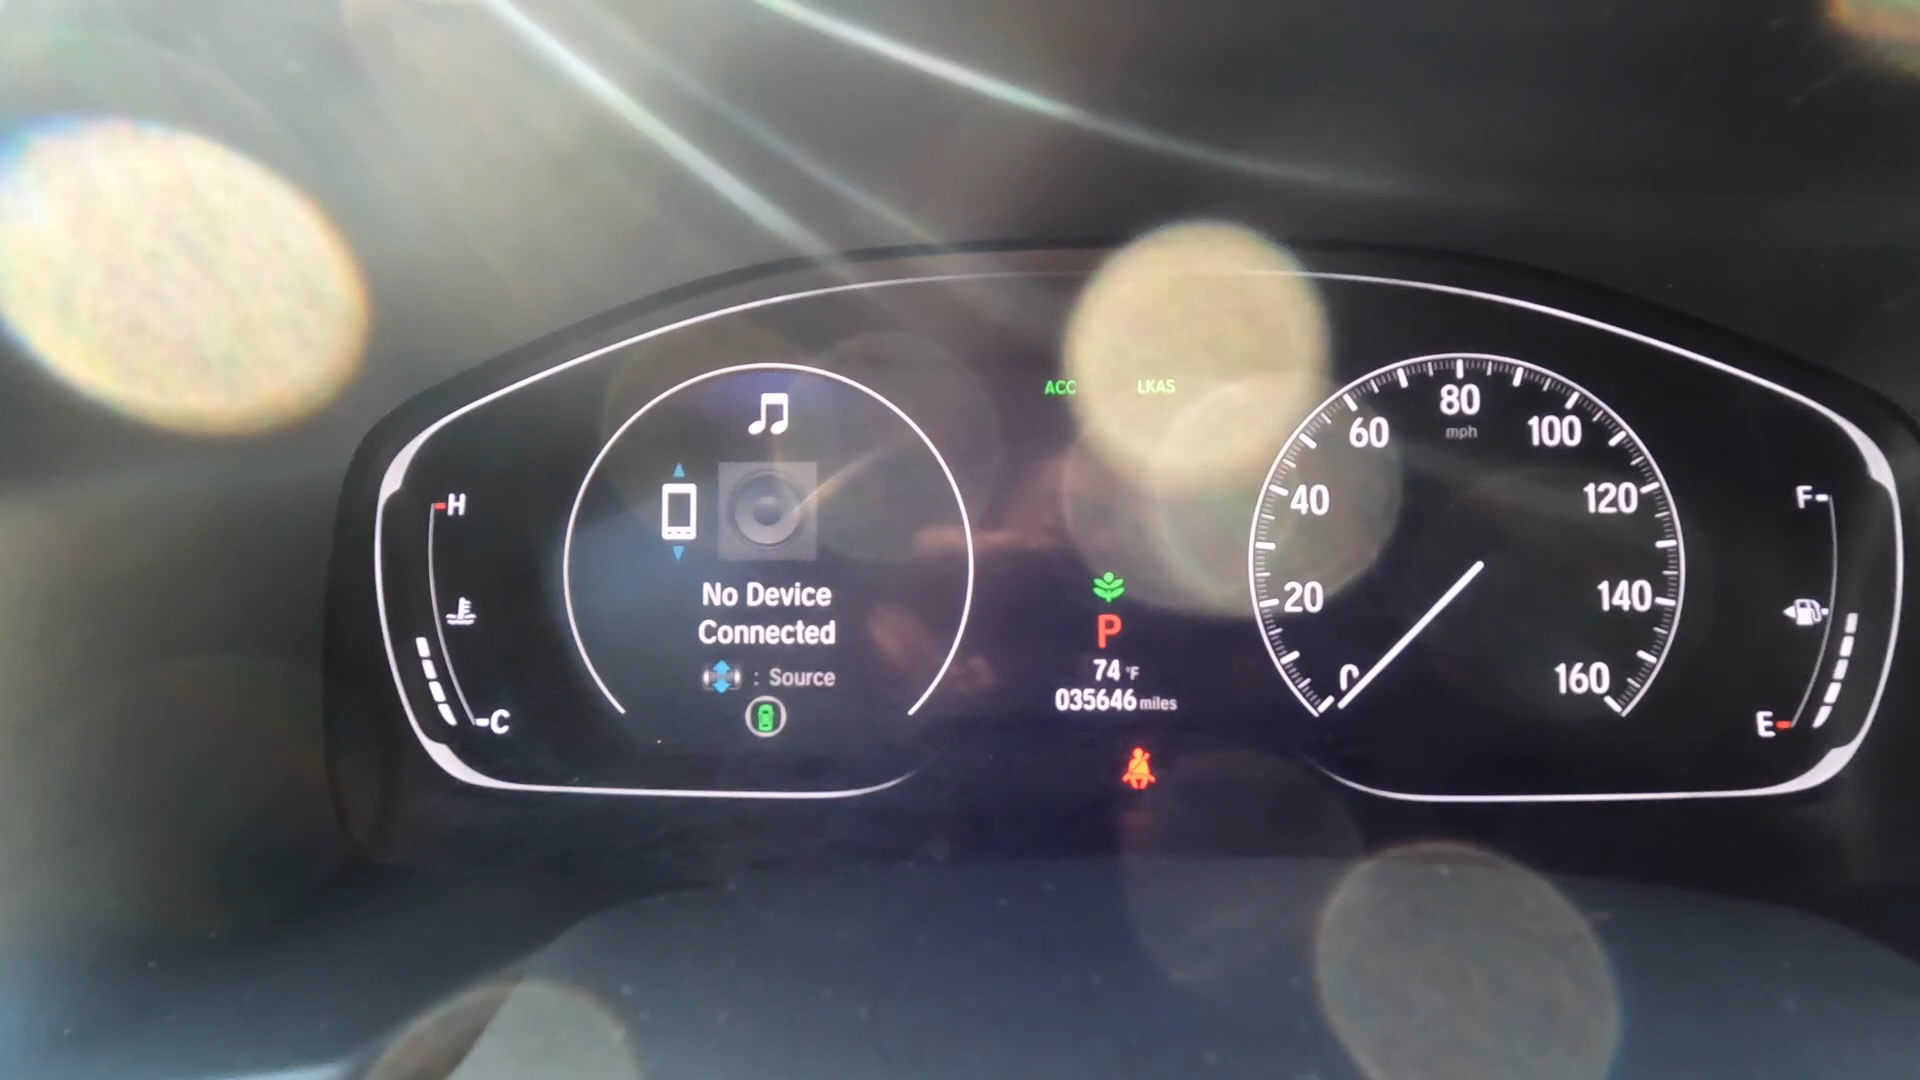 ACC LKAS
H
C
No Device
Connected
: Source
P
74 °F
035646 miles
80
mph
60
100
40
120
20
140
160
F
E